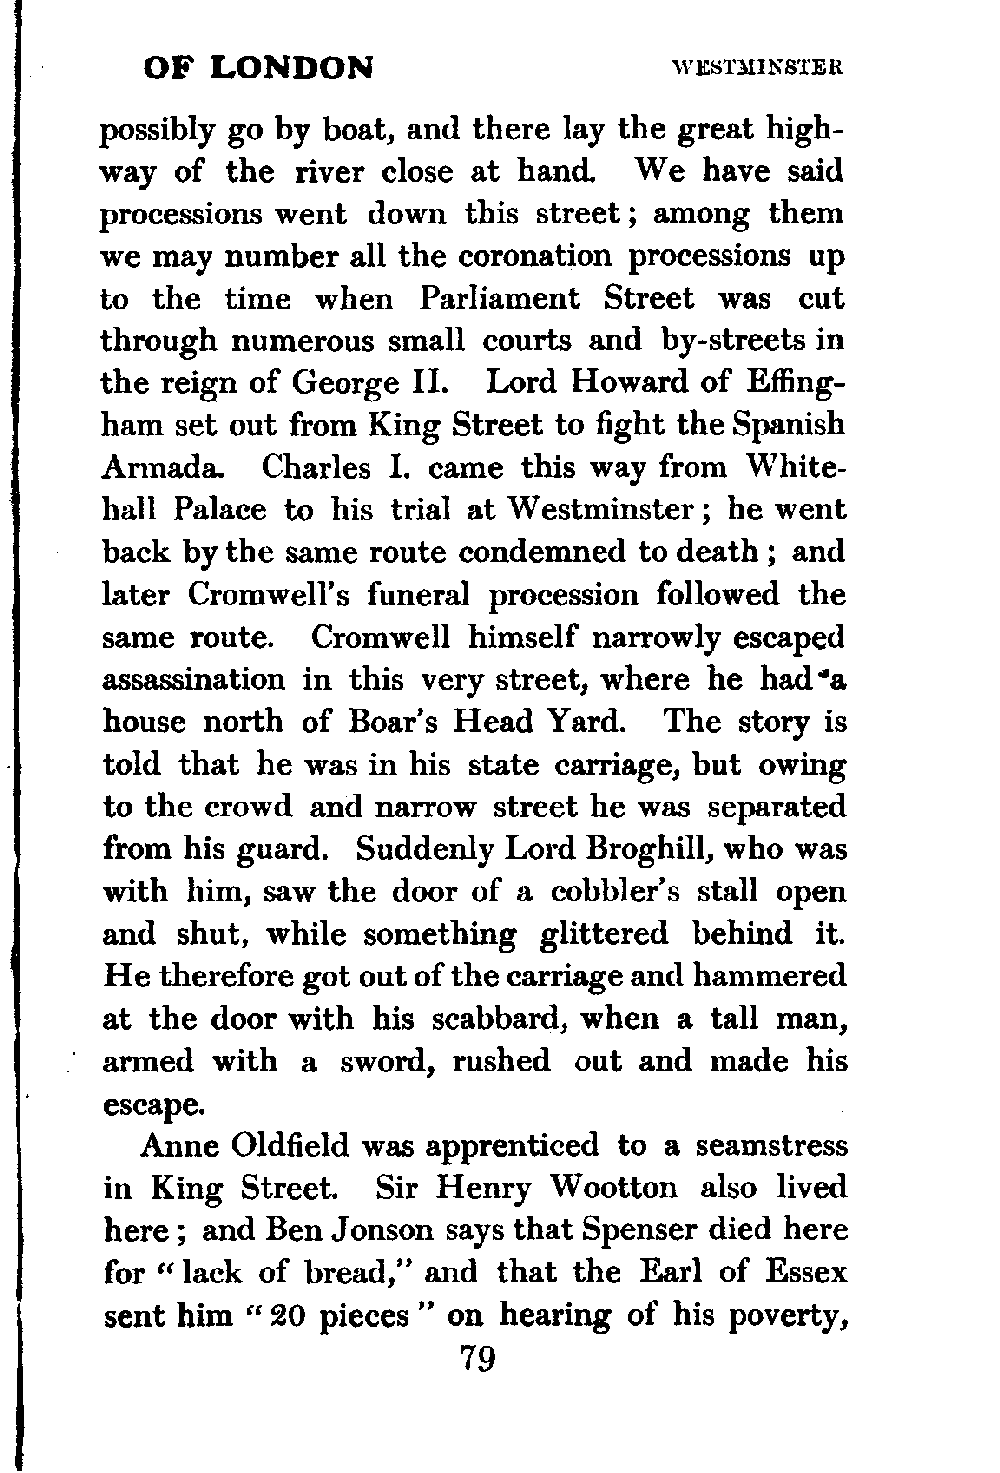 OF LONDON WESTMINSTER
possibly go by boat, and there lay the great high-
way of the river close at hand. We have said
processions went down this street; among them
we may number all the coronation processions up
to the time when Parliament Street was cut
through numerous small courts and by-streets in
the reign of George II. Lord Howard of Effing-
ham set out from King Street to fight the Spanish
Armada. Charles I. came this way from White-
hall Palace to his trial at Westminster; he went
back by the same route condemned to death; and
later Cromwell's funeral procession followed the
same route. Cromwell himself narrowly escaped
assassination in this very street, where he had a
house north of Boar's Head Yard. The story is
told that he was in his state carriage, but owing
to the crowd and narrow street he was separated
from his guard. Suddenly Lord Broghill, who was
with him, saw the door of a cobbler's stall open
and shut, while something glittered behind it.
He therefore got out of the carriage and hammered
at the door with his scabbard, when a tall man,
armed with a sword, rushed out and made his
escape.
Anne Oldfield was apprenticed to a seamstress
in King Street. Sir Henry Wootton also lived
here; and Ben Jonson says that Spenser died here
for "lack of bread," and that the Earl of Essex
sent him "20 pieces" on hearing of his poverty,
79